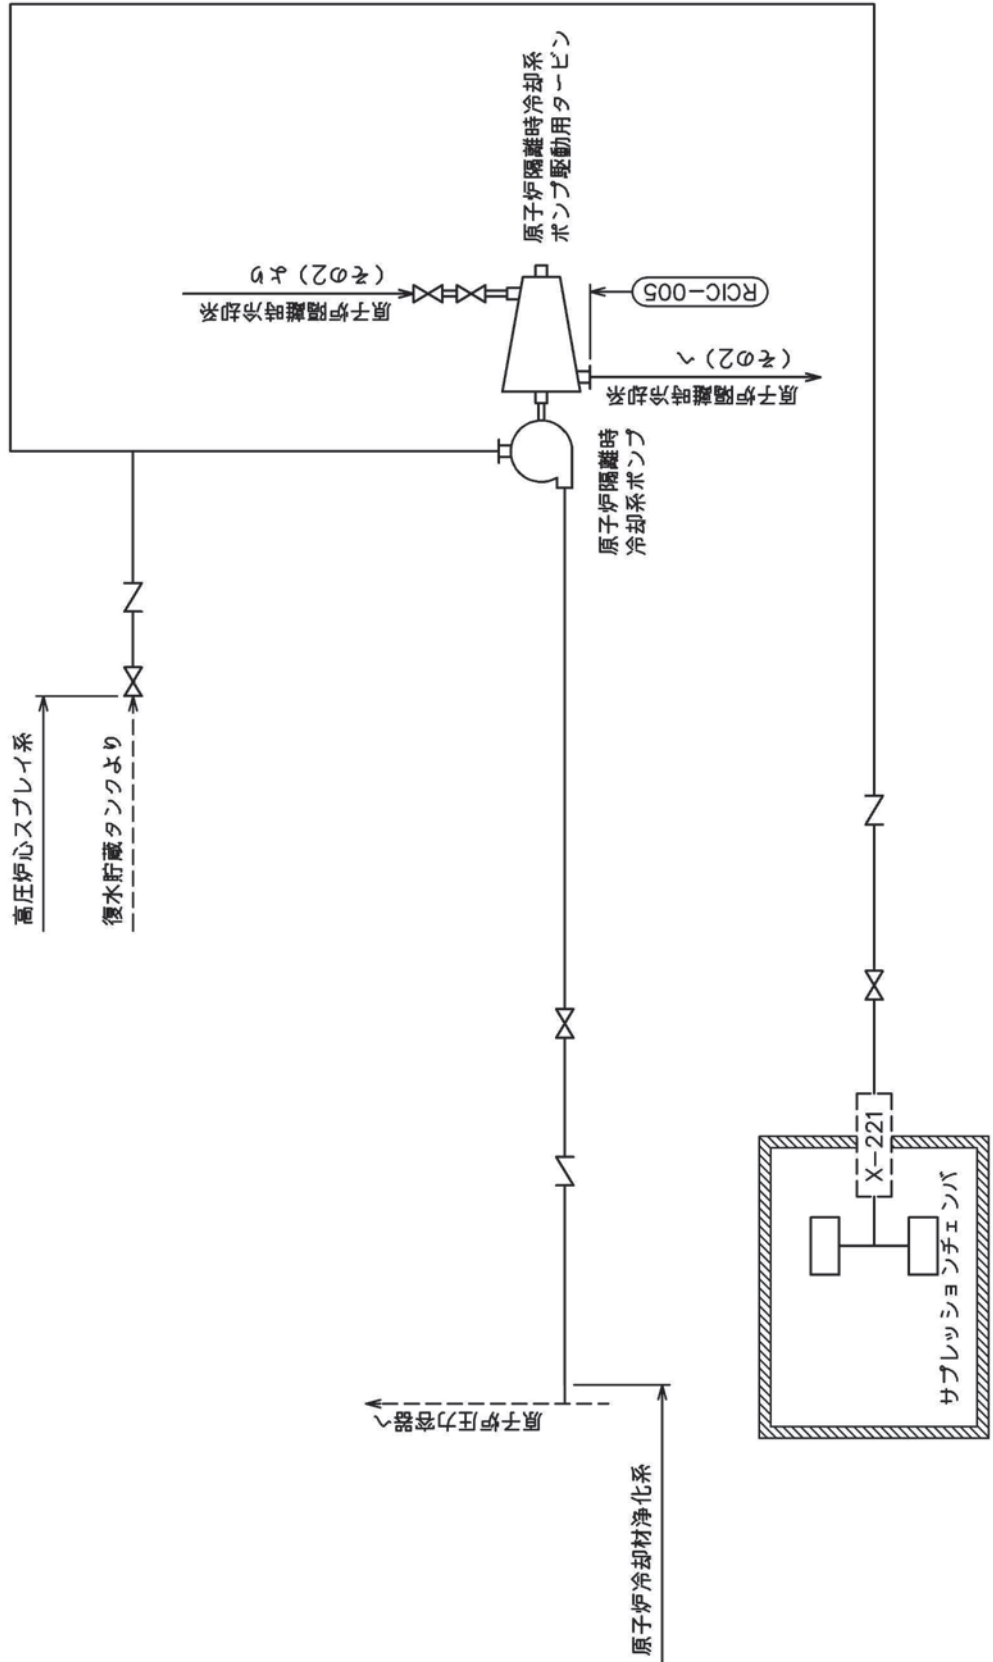 高圧炉心スプレイ系
復水貯蔵タンクより
原子炉隔離時冷却系
(その2)より
原子炉隔離時冷却系
ポンプ駆動用タービン
RCIC-005
原子炉隔離時冷却系
(その2)へ
原子炉隔離時
冷却系ポンプ
原子炉圧力容器へ
原子炉冷却材浄化系
X-221
サプレッションチェンバ